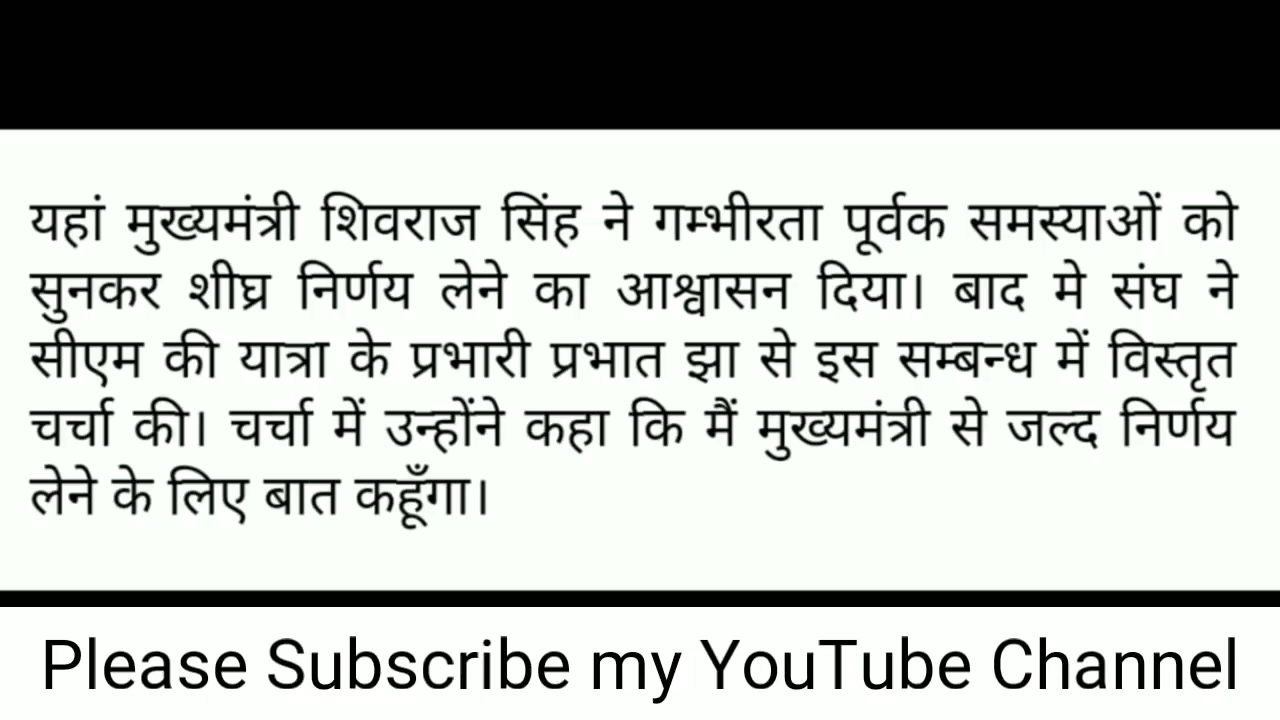 यहां मुख्यमंत्री शिवराज सिंह ने गम्भीरता पूर्वक समस्याओं को
सुनकर शीघ्र निर्णय लेने का आश्वासन दिया। बाद मे संघ ने
सीएम की यात्रा के प्रभारी प्रभात झा से इस सम्बन्ध में विस्तृत
चर्चा की। चर्चा में उन्होंने कहा कि मैं मुख्यमंत्री से जल्द निर्णय
लेने के लिए बात कहूँगा।
Please Subscribe my YouTube Channel